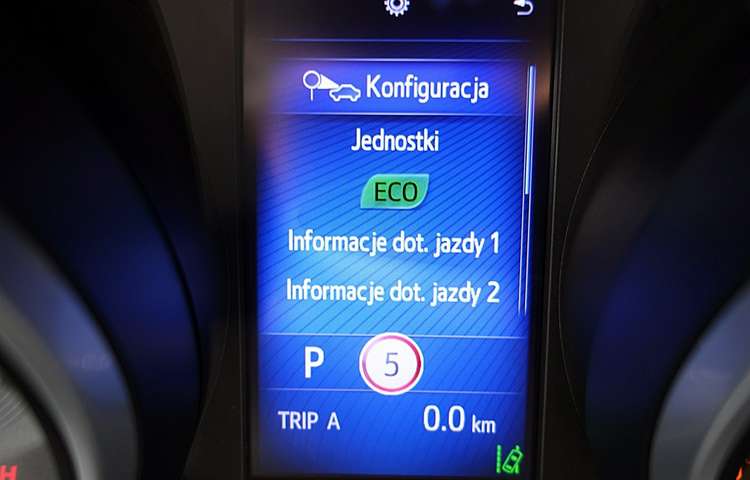 Konfiguracja
Jednostki
ECO
Informacje dot. jazdy 1
Informacje dot. jazdy 2
P 5
TRIP A 0.0 km
H